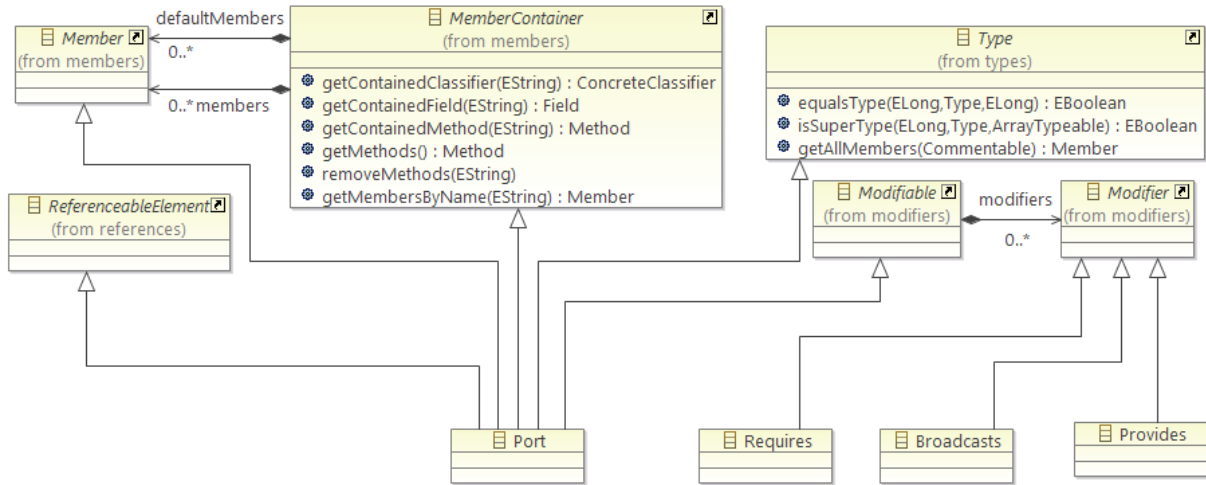 Member
(from members)
defaultMembers
0..*
0..* members
MemberContainer
(from members)
getContainedClassifier(EString) : ConcreteClassifier
getContainedField(EString) : Field
getContainedMethod(EString) : Method
getMethods() : Method
removeMethods(EString)
getMembersByName(EString) : Member
Type
(from types)
equalsType(ELong,Type,ELong) : EBoolean
isSuperType(ELong,Type,ArrayTypeable) : EBoolean
getAllMembers(Commentable) : Member
ReferenceableElement
(from references)
Modifiable
(from modifiers)
modifiers
0..*
Modifier
(from modifiers)
Port
Requires
Broadcasts
Provides